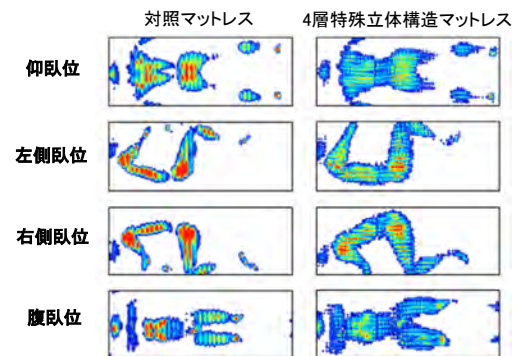 対照マットレス
4層特殊立体構造マットレス
仰臥位
左側臥位
右側臥位
腹臥位